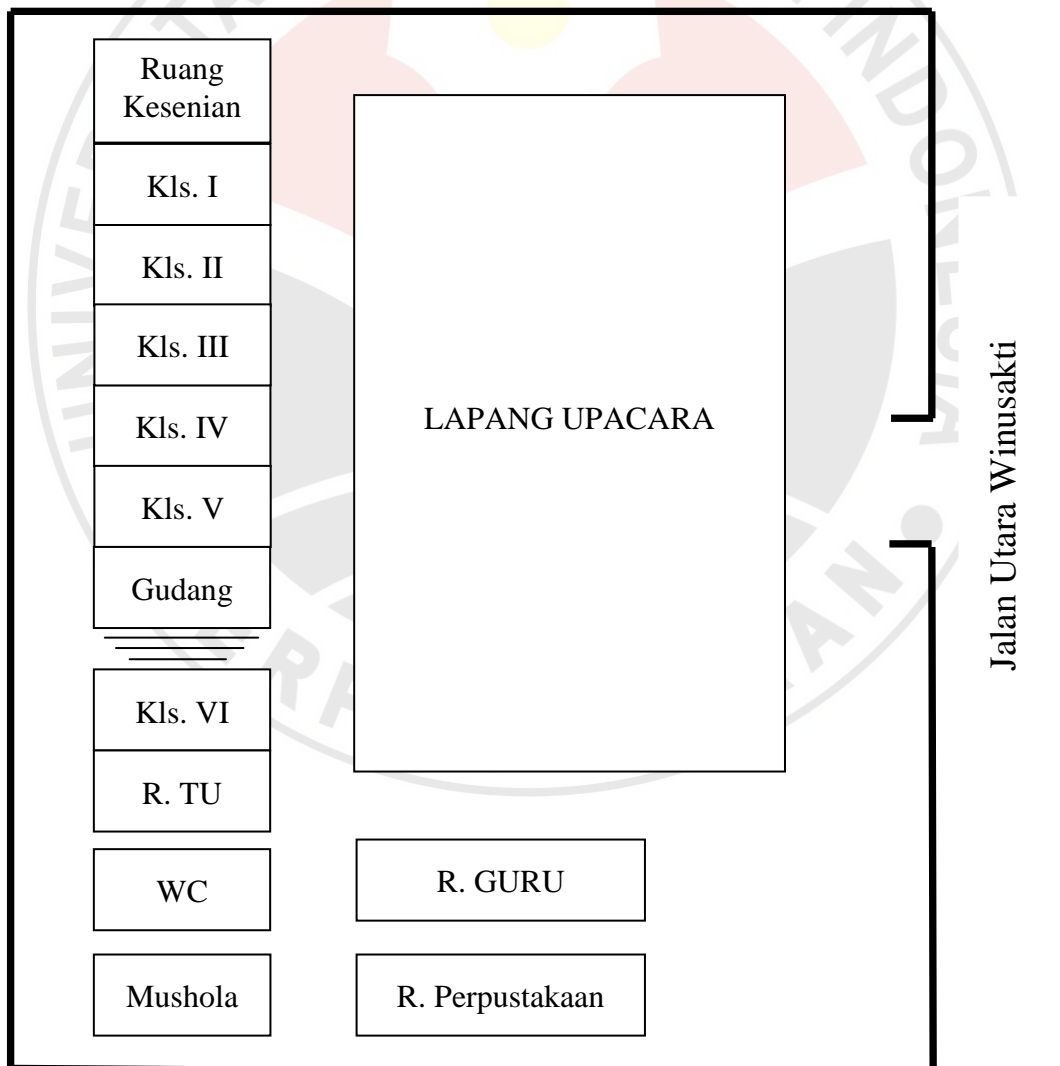 Ruang
Kesenian
Kls. I
Kls. II
Kls. III
Kls. IV
Kls. V
Gudang
Kls. VI
R. TU
WC
Mushola
LAPANG UPACARA
R. GURU
R. Perpustakaan
Jalan Utara Winusakti